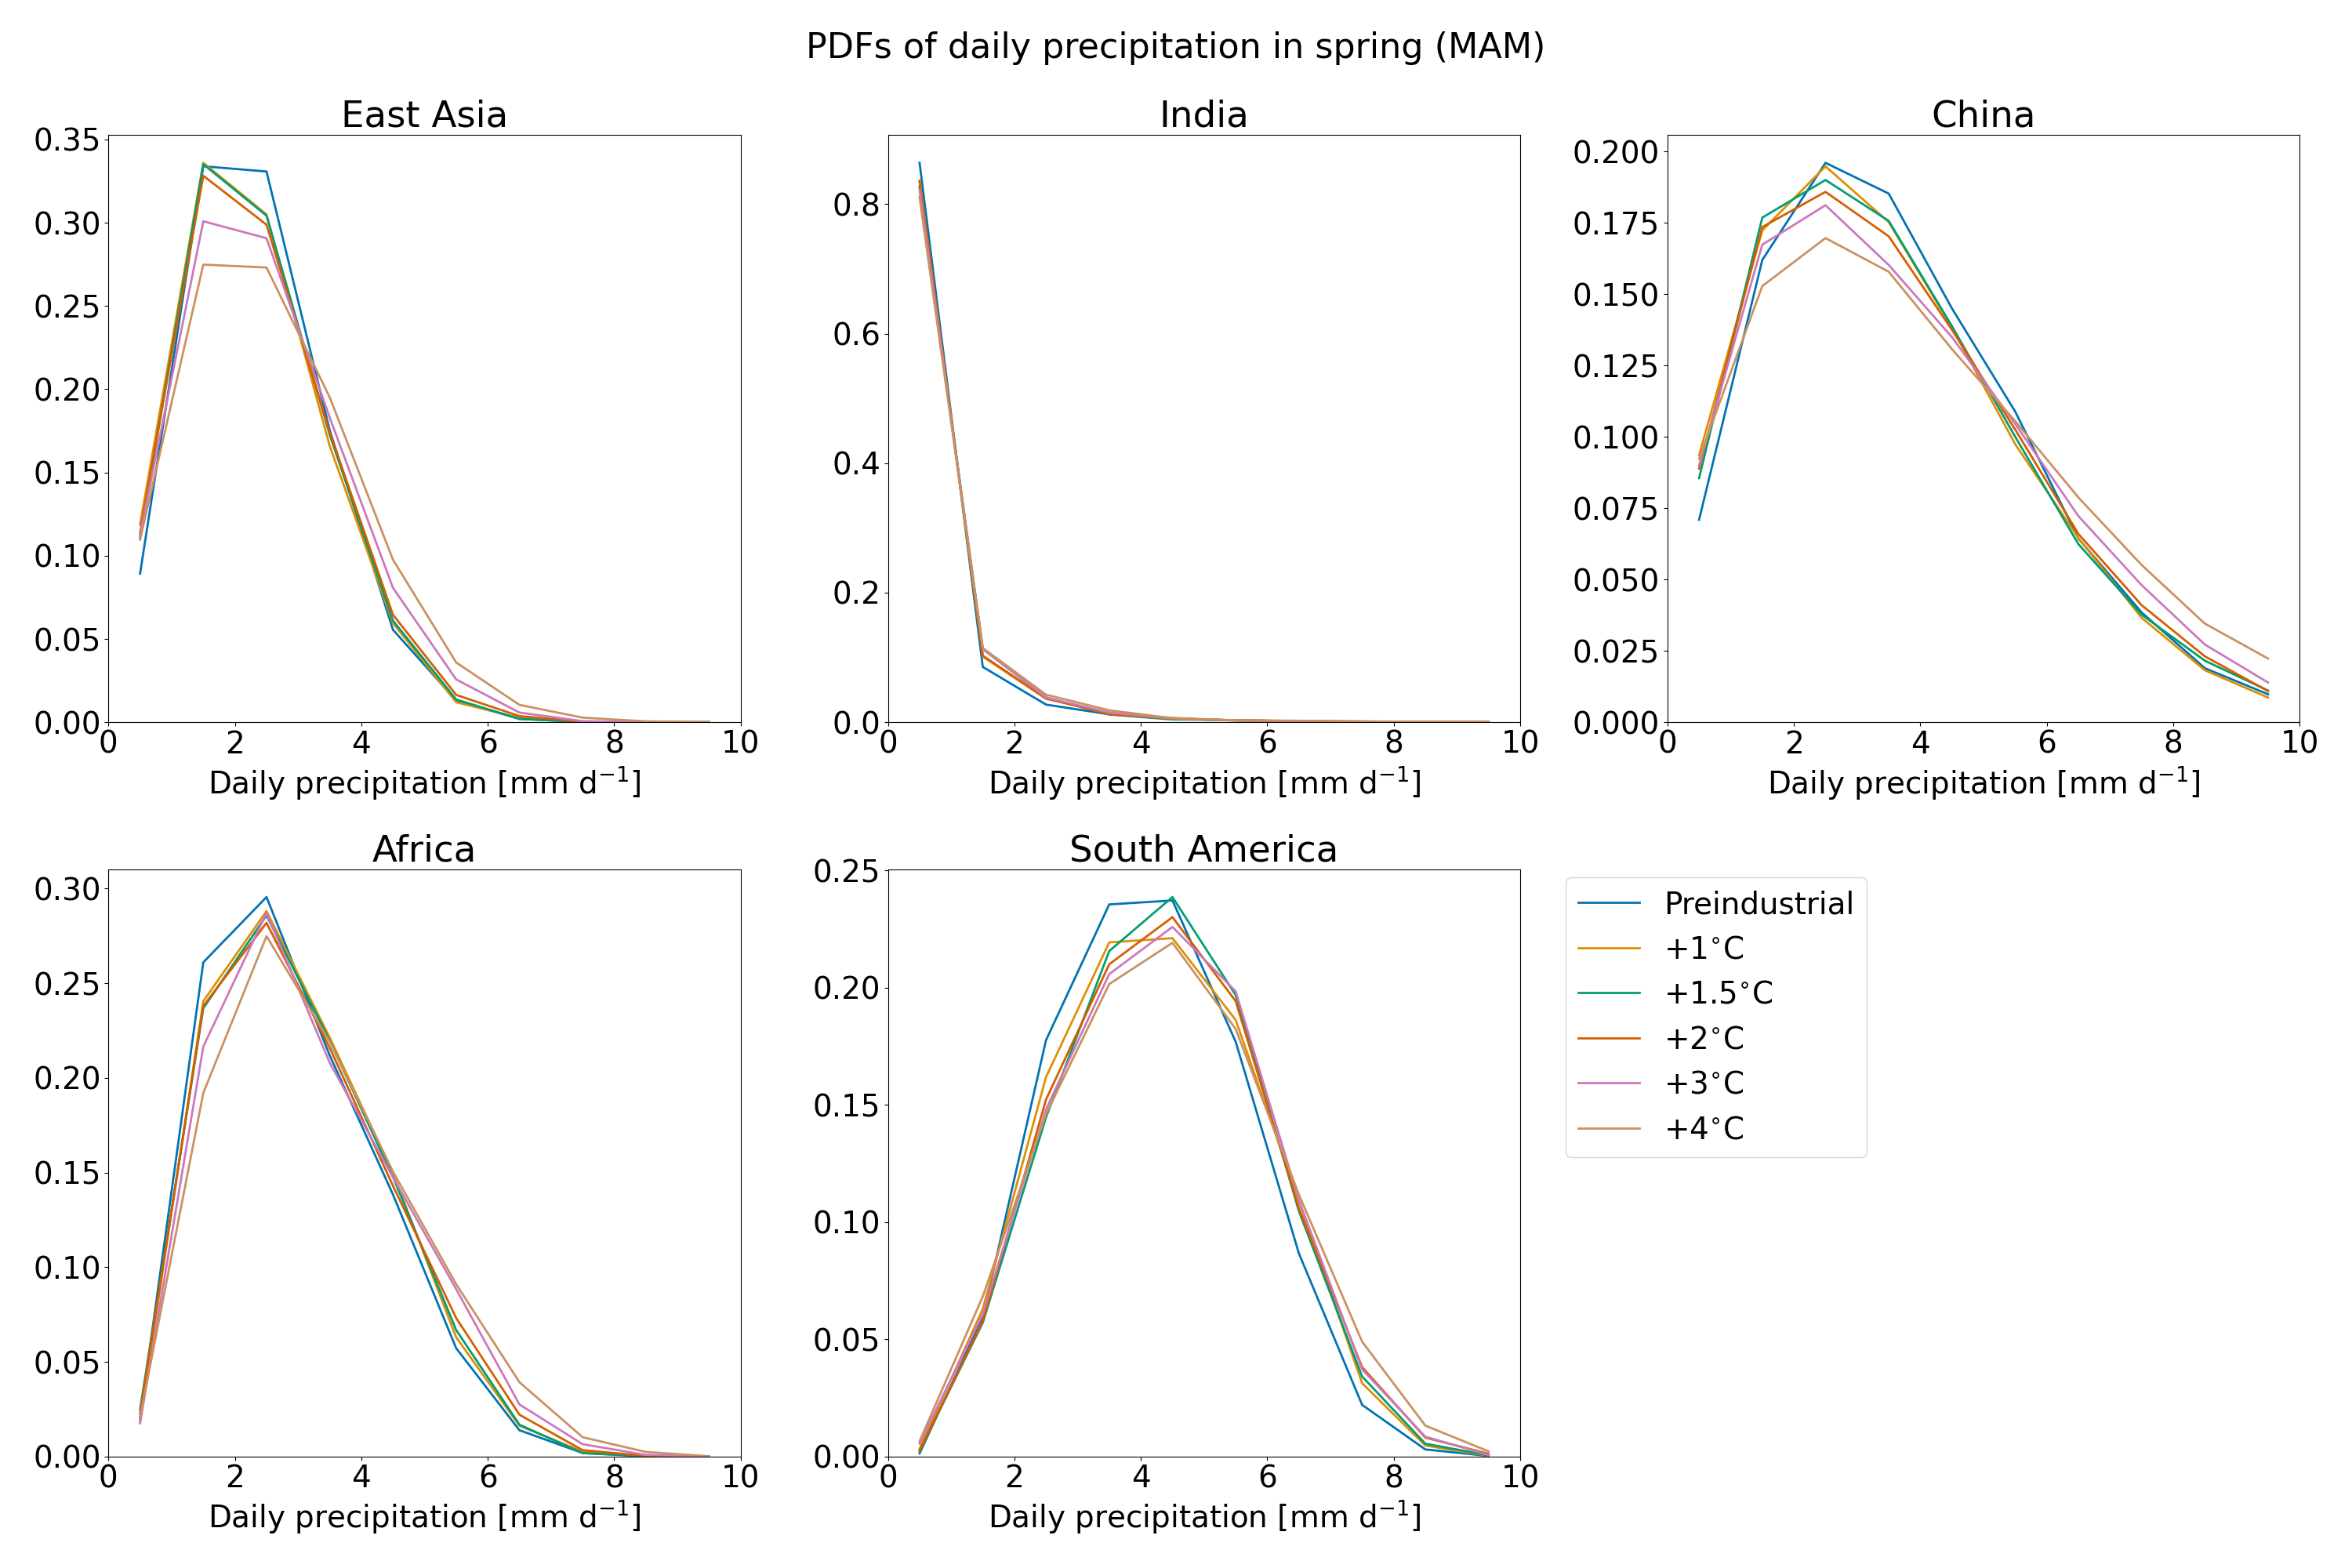 PDFs of daily precipitation in spring (MAM)
East Asia
0.35
0.30
0.25
0.20
0.15
0.10
0.05
0.00
0 2 4 6 8 10
Daily precipitation [mm d⁻¹]
India
0.8
0.6
0.4
0.2
0.0
0 2 4 6 8 10
Daily precipitation [mm d⁻¹]
China
0.200
0.175
0.150
0.125
0.100
0.075
0.050
0.025
0.000
0 2 4 6 8 10
Daily precipitation [mm d⁻¹]
Africa
0.30
0.25
0.20
0.15
0.10
0.05
0.00
0 2 4 6 8 10
Daily precipitation [mm d⁻¹]
South America
0.25
0.20
0.15
0.10
0.05
0.00
0 2 4 6 8 10
Daily precipitation [mm d⁻¹]
Preindustrial
+1°C
+1.5°C
+2°C
+3°C
+4°C